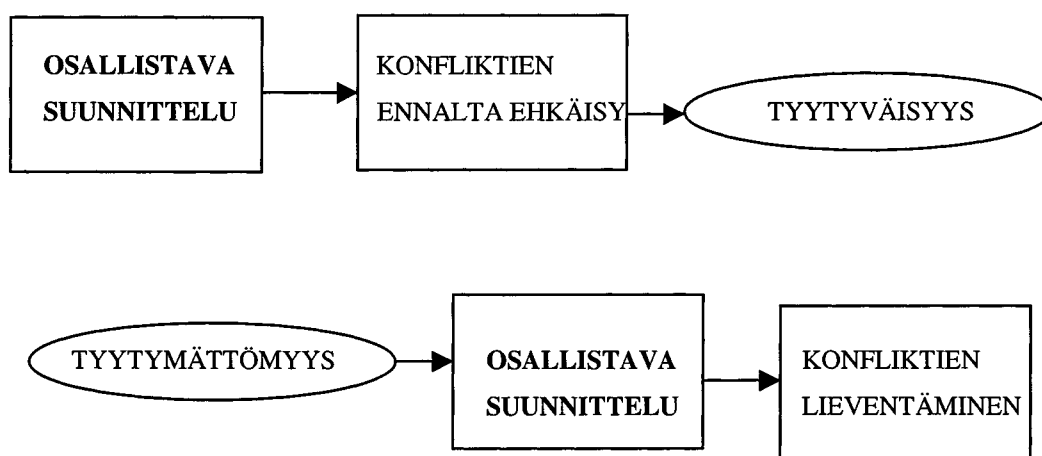 OSALLISTAVA
SUUNNITTELU
KONFLIKTIEN
ENNALTA EHKÄISY
TYYTYVÄISYYS
TYYTYMÄTTÖMYYS
OSALLISTAVA
SUUNNITTELU
KONFLIKTIEN
LIEVENTÄMINEN